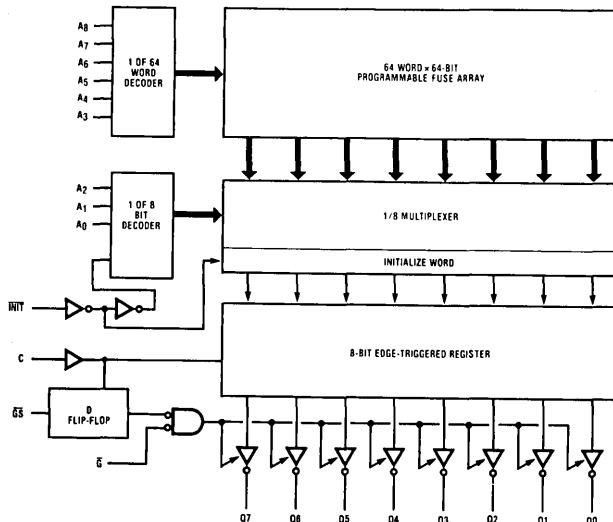 A8
A7
A6
A5
A4
A3
1 OF 64
WORD
DECODER
64 WORD × 64-BIT
PROGRAMMABLE FUSE ARRAY
A2
A1
A0
1 OF 8
BIT
DECODER
1/8 MULTIPLEXER
INITIALIZE WORD
INIT
C
8-BIT EDGE-TRIGGERED REGISTER
GS
D
FLIP-FLOP
G
Q7 Q6 Q5 Q4 Q3 Q2 Q1 Q0